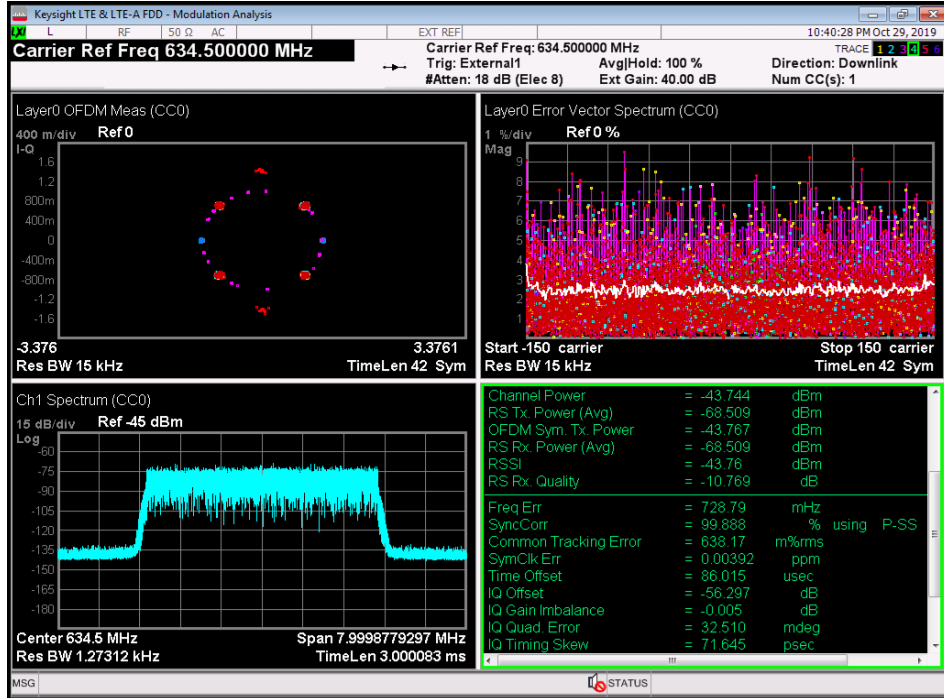 Keysight LTE & LTE-A FDD - Modulation Analysis
LXI L RF 50 Ω AC EXT REF 10:40:28 PM Oct 29, 2019
Carrier Ref Freq 634.500000 MHz
Carrier Ref Freq: 634.500000 MHz
TRACE 1 2 3 4 5 6
Trig: External1 Avg|Hold: 100 % Direction: Downlink
#Atten: 18 dB (Elec 8) Ext Gain: 40.00 dB Num CC(s): 1
Layer0 OFDM Meas (CC0)
400 m/div Ref 0
I-Q
1.6
1.2
800m
400m
0
-400m
-800m
-1.2
-1.6
-3.376 3.3761
Res BW 15 kHz TimeLen 42 Sym
Layer0 Error Vector Spectrum (CC0)
1 %/div Ref 0 %
Mag
9
8
7
6
5
4
3
2
1
Start -150 carrier Stop 150 carrier
Res BW 15 kHz TimeLen 42 Sym
Ch1 Spectrum (CC0)
15 dB/div Ref -45 dBm
Log
-60
-75
-90
-105
-120
-135
-150
-165
-180
Center 634.5 MHz Span 7.9998779297 MHz
Res BW 1.27312 kHz TimeLen 3.000083 ms
Channel Power = -43.744 dBm
RS Tx. Power (Avg) = -68.509 dBm
OFDM Sym. Tx. Power = -43.767 dBm
RS Rx. Power (Avg) = -68.509 dBm
RSSI = -43.76 dBm
RS Rx. Quality = -10.769 dB
Freq Err = 728.79 mHz
SyncCorr = 99.888 % using P-SS
Common Tracking Error = 638.17 m%rms
SymClk Err = 0.00392 ppm
Time Offset = 86.015 usec
IQ Offset = -56.297 dB
IQ Gain Imbalance = -0.005 dB
IQ Quad. Error = 32.510 mdeg
IQ Timing Skew = 71.645 psec
MSG STATUS